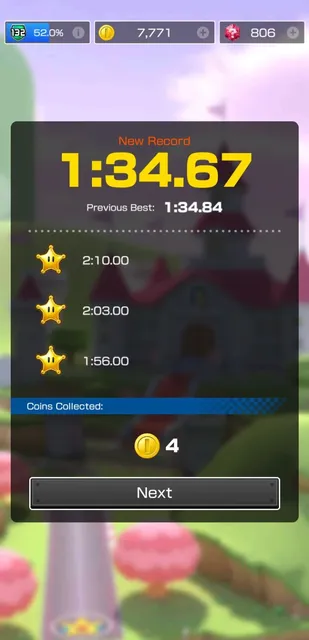 132 52.0% i 7,771 + 806 +
New Record
1:34.67
Previous Best: 1:34.84
2:10.00
2:03.00
1:56.00
Coins Collected:
4
Next